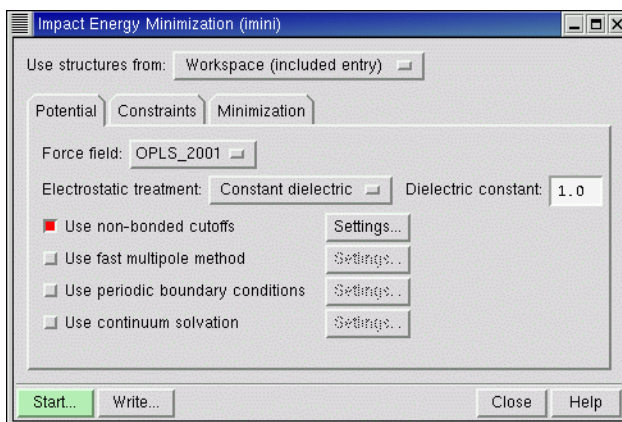 Impact Energy Minimization (imini)
Use structures from: Workspace (included entry)
Potential Constraints Minimization
Force field: OPLS_2001
Electrostatic treatment: Constant dielectric Dielectric constant: 1.0
Use non-bonded cutoffs Settings...
Use fast multipole method Settings...
Use periodic boundary conditions Settings...
Use continuum solvation Settings...
Start... Write... Close Help